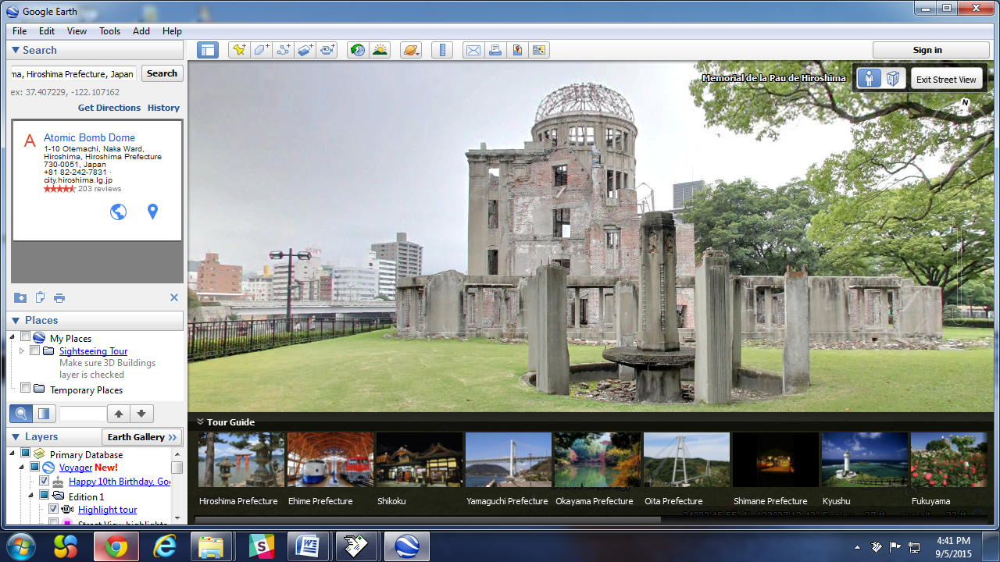 Google Earth
File Edit View Tools Add Help
Search
Sign in
ma, Hiroshima Prefecture, Japan
Search
ex: 37.407229, -122.107162
Get Directions History
A Atomic Bomb Dome
1-10 Otemachi, Naka Ward,
Hiroshima, Hiroshima Prefecture
730-0051, Japan
+81 82-242-7831 ·
city.hiroshima.lg.jp
203 reviews
Memorial de la Pau de Hiroshima
Exit Street View
N
Places
My Places
Sightseeing Tour
Make sure 3D Buildings
layer is checked
Temporary Places
Layers
Earth Gallery >>
Primary Database
Voyager New!
Happy 10th Birthday, Goo
Edition 1
Highlight tour
Street View highlights
Tour Guide
Hiroshima Prefecture
Ehime Prefecture
Shikoku
Yamaguchi Prefecture
Okayama Prefecture
Oita Prefecture
Shimane Prefecture
Kyushu
Fukuyama
4:41 PM
9/5/2015